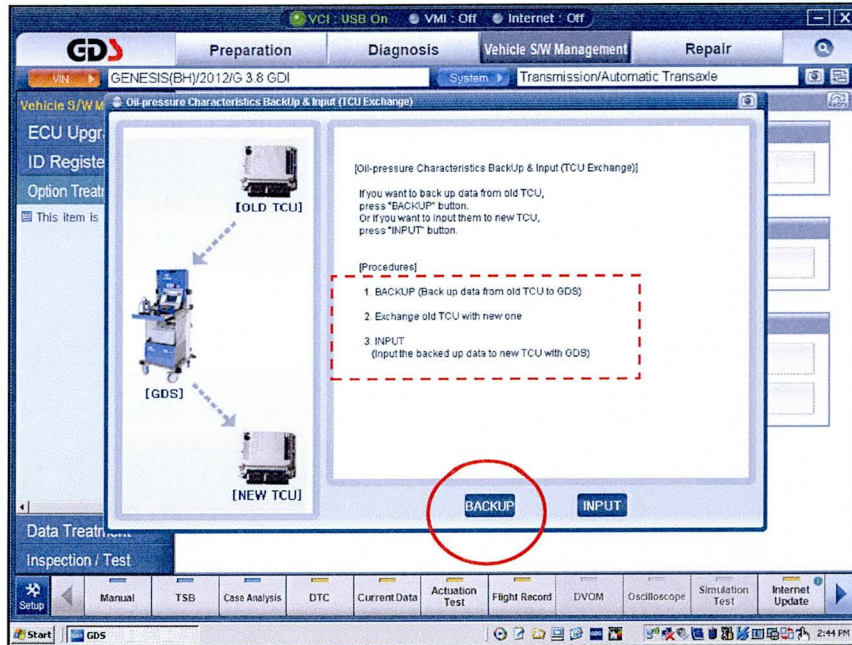 VCI : USB On VMI : Off Internet : Off
GDS Preparation Diagnosis Vehicle S/W Management Repair
VIN GENESIS(BH)/2012/G 3.8 GDI System Transmission/Automatic Transaxle
Vehicle S/W M
Oil-pressure Characteristics BackUp & Input (TCU Exchange)
Retry
ECU Upgr
ID Registe
Option Treat
This item is
[OLD TCU]
[GDS]
[NEW TCU]
[Oil-pressure Characteristics BackUp & Input (TCU Exchange)]
If you want to back up data from old TCU,
press "BACKUP" button.
Or if you want to input them to new TCU,
press "INPUT" button.
[Procedures]
1. BACKUP (Back up data from old TCU to GDS)
2. Exchange old TCU with new one
3. INPUT
(Input the backed up data to new TCU with GDS)
BACKUP INPUT
Data Treatment
Inspection / Test
Setup Manual TSB Case Analysis DTC Current Data Actuation Test Flight Record DVOM Oscilloscope Simulation Test Internet Update
Start GDS 2:44 PM